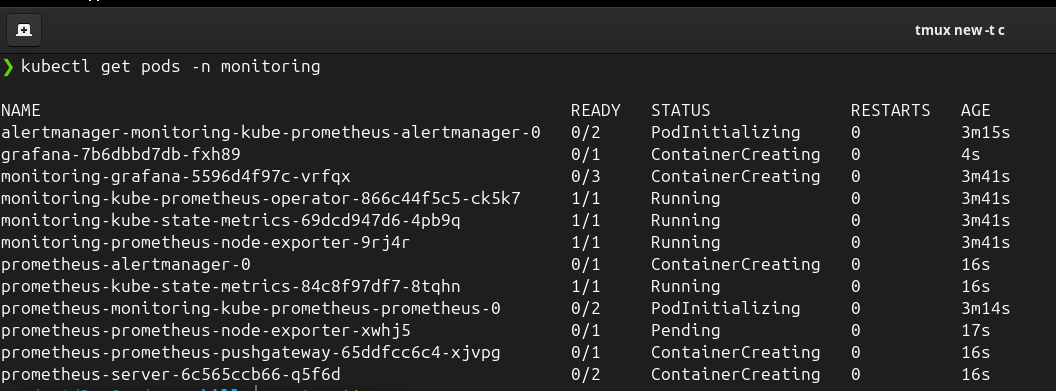 tmux new -t c
❯ kubectl get pods -n monitoring
NAME READY STATUS RESTARTS AGE
alertmanager-monitoring-kube-prometheus-alertmanager-0 0/2 PodInitializing 0 3m15s
grafana-7b6dbbd7db-fxh89 0/1 ContainerCreating 0 4s
monitoring-grafana-5596d4f97c-vrfqx 0/3 ContainerCreating 0 3m41s
monitoring-kube-prometheus-operator-866c44f5c5-ck5k7 1/1 Running 0 3m41s
monitoring-kube-state-metrics-69dcd947d6-4pb9q 1/1 Running 0 3m41s
monitoring-prometheus-node-exporter-9rj4r 1/1 Running 0 3m41s
prometheus-alertmanager-0 0/1 ContainerCreating 0 16s
prometheus-kube-state-metrics-84c8f97df7-8tqhn 1/1 Running 0 16s
prometheus-monitoring-kube-prometheus-prometheus-0 0/2 PodInitializing 0 3m14s
prometheus-prometheus-node-exporter-xwhj5 0/1 Pending 0 17s
prometheus-prometheus-pushgateway-65ddfcc6c4-xjvpg 0/1 ContainerCreating 0 16s
prometheus-server-6c565ccb66-q5f6d 0/2 ContainerCreating 0 16s